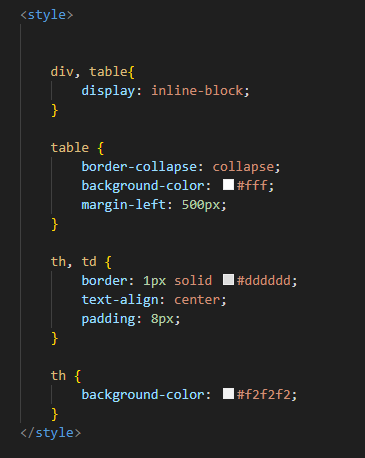 <style>
div, table{
display: inline-block;
}
table {
border-collapse: collapse;
background-color: #fff;
margin-left: 500px;
}
th, td {
border: 1px solid #dddddd;
text-align: center;
padding: 8px;
}
th {
background-color: #f2f2f2;
}
</style>